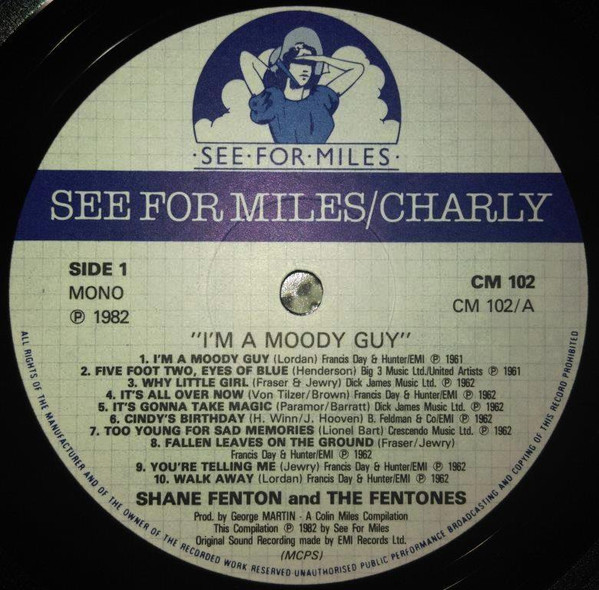 ·SEE·FOR·MILES·
SEE FOR MILES/CHARLY
SIDE 1
MONO
℗ 1982
CM 102
CM 102/A
"I'M A MOODY GUY"
1. I'M A MOODY GUY (Lordan) Francis Day & Hunter/EMI ℗ 1961
2. FIVE FOOT TWO, EYES OF BLUE (Henderson) Big 3 Music Ltd./United Artists ℗ 1961
3. WHY LITTLE GIRL (Fraser & Jewry) Dick James Music Ltd. ℗ 1962
4. IT'S ALL OVER NOW (Von Tilzer/Brown) Francis Day & Hunter/EMI ℗ 1962
5. IT'S GONNA TAKE MAGIC (Paramor/Barratt) Dick James Music Ltd. ℗ 1962
6. CINDY'S BIRTHDAY (H. Winn/J. Hooven) B. Feldman & Co/EMI ℗ 1962
7. TOO YOUNG FOR SAD MEMORIES (Lionel Bart) Crescendo Music Ltd. ℗ 1962
8. FALLEN LEAVES ON THE GROUND (Fraser/Jewry)
Francis Day & Hunter/EMI ℗ 1962
9. YOU'RE TELLING ME (Jewry) Francis Day & Hunter/EMI ℗ 1962
10. WALK AWAY (Lordan) Francis Day & Hunter/EMI ℗ 1962
SHANE FENTON and THE FENTONES
Prod. by George MARTIN - A Colin Miles Compilation
This Compilation ℗ 1982 by See For Miles
Original Sound Recording made by EMI Records Ltd.
(MCPS)
ALL RIGHTS OF THE MANUFACTURER AND OF THE OWNER OF THE RECORDED WORK RESERVED UNAUTHORISED PUBLIC PERFORMANCE BROADCASTING AND COPYING OF THIS RECORD PROHIBITED